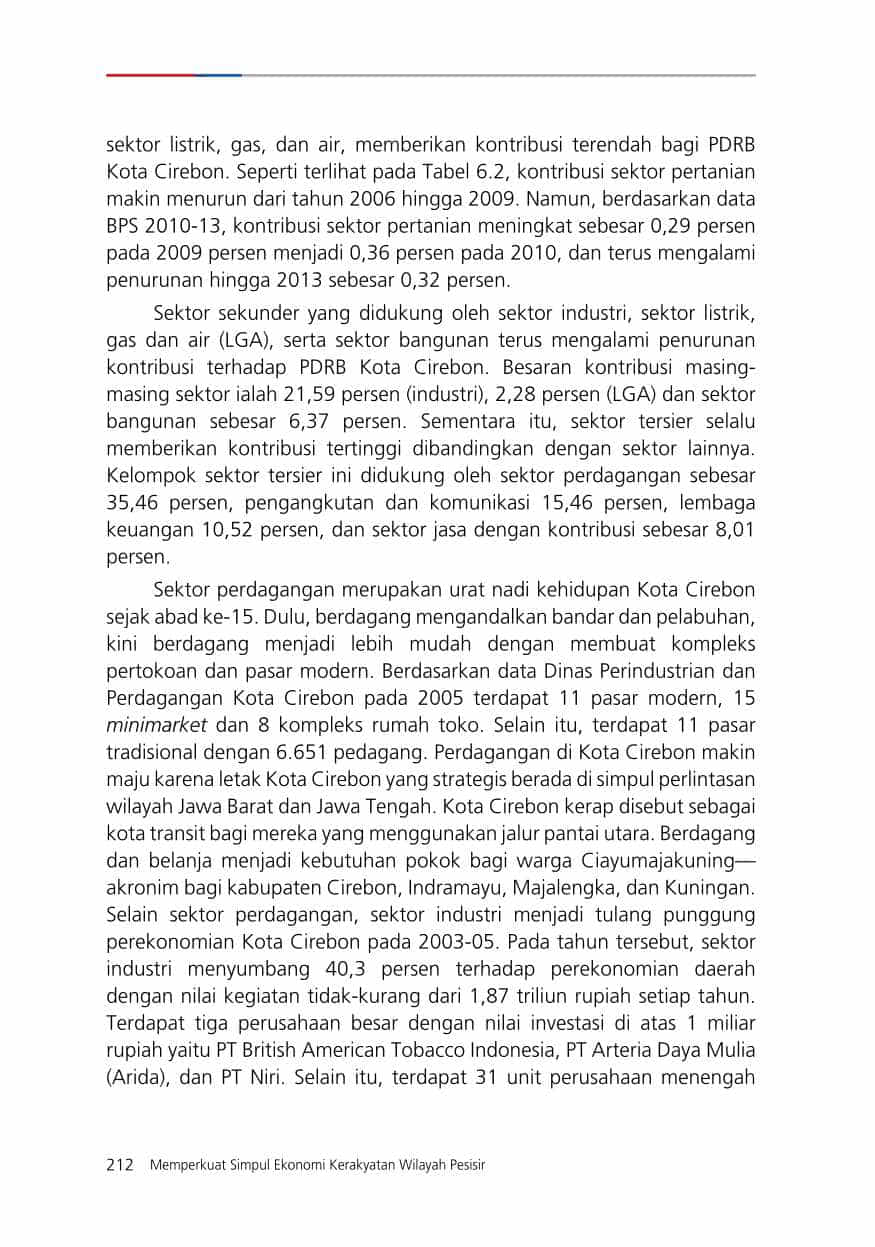 sektor listrik, gas, dan air, memberikan kontribusi terendah bagi PDRB
Kota Cirebon. Seperti terlihat pada Tabel 6.2, kontribusi sektor pertanian
makin menurun dari tahun 2006 hingga 2009. Namun, berdasarkan data
BPS 2010-13, kontribusi sektor pertanian meningkat sebesar 0,29 persen
pada 2009 persen menjadi 0,36 persen pada 2010, dan terus mengalami
penurunan hingga 2013 sebesar 0,32 persen.
Sektor sekunder yang didukung oleh sektor industri, sektor listrik,
gas dan air (LGA), serta sektor bangunan terus mengalami penurunan
kontribusi terhadap PDRB Kota Cirebon. Besaran kontribusi masing-
masing sektor ialah 21,59 persen (industri), 2,28 persen (LGA) dan sektor
bangunan sebesar 6,37 persen. Sementara itu, sektor tersier selalu
memberikan kontribusi tertinggi dibandingkan dengan sektor lainnya.
Kelompok sektor tersier ini didukung oleh sektor perdagangan sebesar
35,46 persen, pengangkutan dan komunikasi 15,46 persen, lembaga
keuangan 10,52 persen, dan sektor jasa dengan kontribusi sebesar 8,01
persen.
Sektor perdagangan merupakan urat nadi kehidupan Kota Cirebon
sejak abad ke-15. Dulu, berdagang mengandalkan bandar dan pelabuhan,
kini berdagang menjadi lebih mudah dengan membuat kompleks
pertokoan dan pasar modern. Berdasarkan data Dinas Perindustrian dan
Perdagangan Kota Cirebon pada 2005 terdapat 11 pasar modern, 15
minimarket dan 8 kompleks rumah toko. Selain itu, terdapat 11 pasar
tradisional dengan 6.651 pedagang. Perdagangan di Kota Cirebon makin
maju karena letak Kota Cirebon yang strategis berada di simpul perlintasan
wilayah Jawa Barat dan Jawa Tengah. Kota Cirebon kerap disebut sebagai
kota transit bagi mereka yang menggunakan jalur pantai utara. Berdagang
dan belanja menjadi kebutuhan pokok bagi warga Ciayumajakuning—
akronim bagi kabupaten Cirebon, Indramayu, Majalengka, dan Kuningan.
Selain sektor perdagangan, sektor industri menjadi tulang punggung
perekonomian Kota Cirebon pada 2003-05. Pada tahun tersebut, sektor
industri menyumbang 40,3 persen terhadap perekonomian daerah
dengan nilai kegiatan tidak-kurang dari 1,87 triliun rupiah setiap tahun.
Terdapat tiga perusahaan besar dengan nilai investasi di atas 1 miliar
rupiah yaitu PT British American Tobacco Indonesia, PT Arteria Daya Mulia
(Arida), dan PT Niri. Selain itu, terdapat 31 unit perusahaan menengah
212 Memperkuat Simpul Ekonomi Kerakyatan Wilayah Pesisir